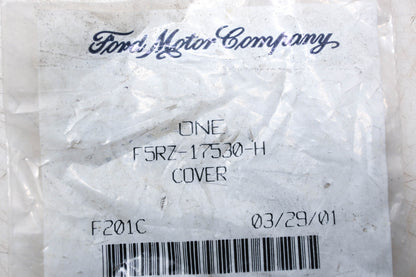 Ford Motor Company
ONE
F5RZ-17530-H
COVER
F201C 03/29/01